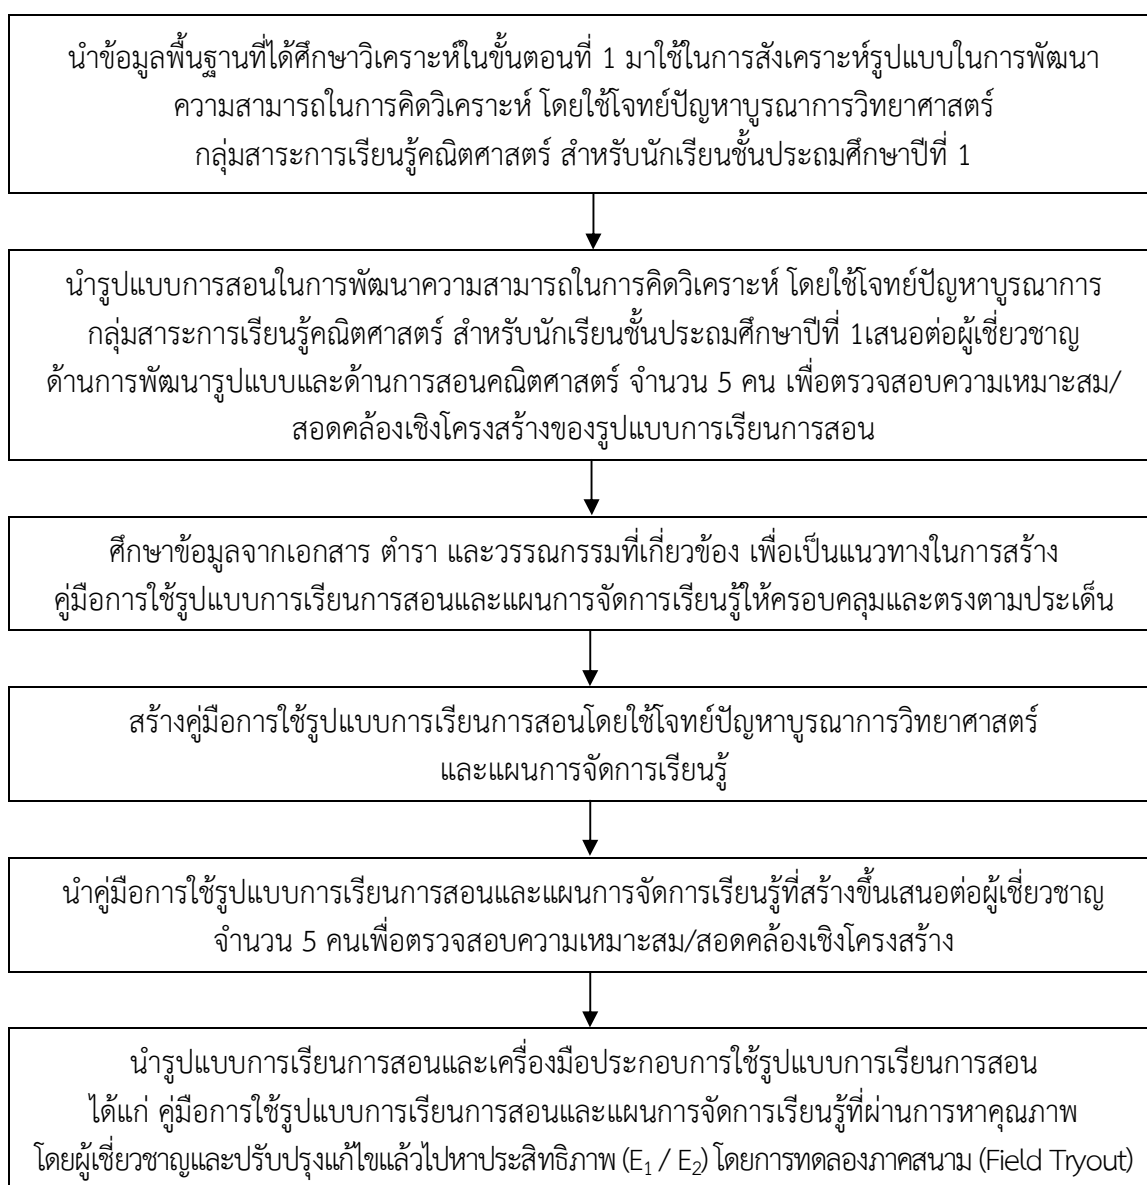 นำข้อมูลพื้นฐานที่ได้ศึกษาวิเคราะห์ในขั้นตอนที่ 1 มาใช้ในการสังเคราะห์รูปแบบในการพัฒนา
ความสามารถในการคิดวิเคราะห์ โดยใช้โจทย์ปัญหาบูรณาการวิทยาศาสตร์
กลุ่มสาระการเรียนรู้คณิตศาสตร์ สำหรับนักเรียนชั้นประถมศึกษาปีที่ 1
นำรูปแบบการสอนในการพัฒนาความสามารถในการคิดวิเคราะห์ โดยใช้โจทย์ปัญหาบูรณาการ
กลุ่มสาระการเรียนรู้คณิตศาสตร์ สำหรับนักเรียนชั้นประถมศึกษาปีที่ 1เสนอต่อผู้เชี่ยวชาญ
ด้านการพัฒนารูปแบบและด้านการสอนคณิตศาสตร์ จำนวน 5 คน เพื่อตรวจสอบความเหมาะสม/
สอดคล้องเชิงโครงสร้างของรูปแบบการเรียนการสอน
ศึกษาข้อมูลจากเอกสาร ตำรา และวรรณกรรมที่เกี่ยวข้อง เพื่อเป็นแนวทางในการสร้าง
คู่มือการใช้รูปแบบการเรียนการสอนและแผนการจัดการเรียนรู้ให้ครอบคลุมและตรงตามประเด็น
สร้างคู่มือการใช้รูปแบบการเรียนการสอนโดยใช้โจทย์ปัญหาบูรณาการวิทยาศาสตร์
และแผนการจัดการเรียนรู้
นำคู่มือการใช้รูปแบบการเรียนการสอนและแผนการจัดการเรียนรู้ที่สร้างขึ้นเสนอต่อผู้เชี่ยวชาญ
จำนวน 5 คนเพื่อตรวจสอบความเหมาะสม/สอดคล้องเชิงโครงสร้าง
นำรูปแบบการเรียนการสอนและเครื่องมือประกอบการใช้รูปแบบการเรียนการสอน
ได้แก่ คู่มือการใช้รูปแบบการเรียนการสอนและแผนการจัดการเรียนรู้ที่ผ่านการหาคุณภาพ
โดยผู้เชี่ยวชาญและปรับปรุงแก้ไขแล้วไปหาประสิทธิภาพ (E₁ / E₂) โดยการทดลองภาคสนาม (Field Tryout)